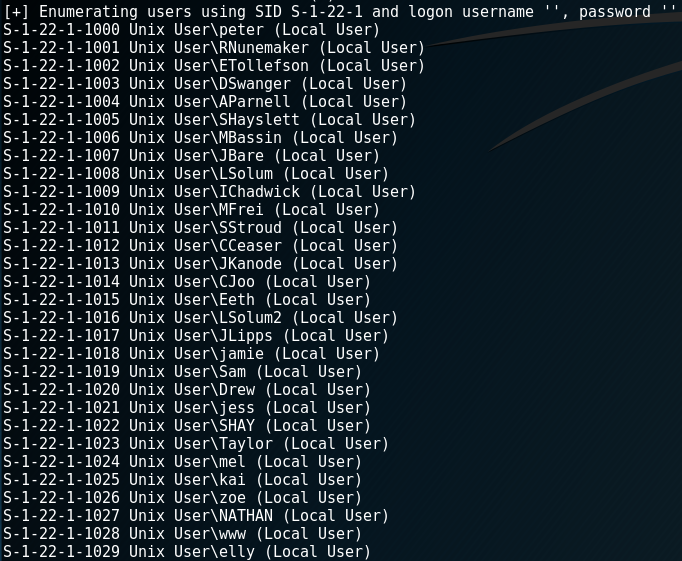 [+] Enumerating users using SID S-1-22-1 and logon username '', password ''
S-1-22-1-1000 Unix User\peter (Local User)
S-1-22-1-1001 Unix User\RNunemaker (Local User)
S-1-22-1-1002 Unix User\ETollefson (Local User)
S-1-22-1-1003 Unix User\DSwanger (Local User)
S-1-22-1-1004 Unix User\AParnell (Local User)
S-1-22-1-1005 Unix User\SHayslett (Local User)
S-1-22-1-1006 Unix User\MBassin (Local User)
S-1-22-1-1007 Unix User\JBare (Local User)
S-1-22-1-1008 Unix User\LSolum (Local User)
S-1-22-1-1009 Unix User\IChadwick (Local User)
S-1-22-1-1010 Unix User\MFrei (Local User)
S-1-22-1-1011 Unix User\SStroud (Local User)
S-1-22-1-1012 Unix User\CCeaser (Local User)
S-1-22-1-1013 Unix User\JKanode (Local User)
S-1-22-1-1014 Unix User\CJoo (Local User)
S-1-22-1-1015 Unix User\Eeth (Local User)
S-1-22-1-1016 Unix User\LSolum2 (Local User)
S-1-22-1-1017 Unix User\JLipps (Local User)
S-1-22-1-1018 Unix User\jamie (Local User)
S-1-22-1-1019 Unix User\Sam (Local User)
S-1-22-1-1020 Unix User\Drew (Local User)
S-1-22-1-1021 Unix User\jess (Local User)
S-1-22-1-1022 Unix User\SHAY (Local User)
S-1-22-1-1023 Unix User\Taylor (Local User)
S-1-22-1-1024 Unix User\mel (Local User)
S-1-22-1-1025 Unix User\kai (Local User)
S-1-22-1-1026 Unix User\zoe (Local User)
S-1-22-1-1027 Unix User\NATHAN (Local User)
S-1-22-1-1028 Unix User\www (Local User)
S-1-22-1-1029 Unix User\elly (Local User)